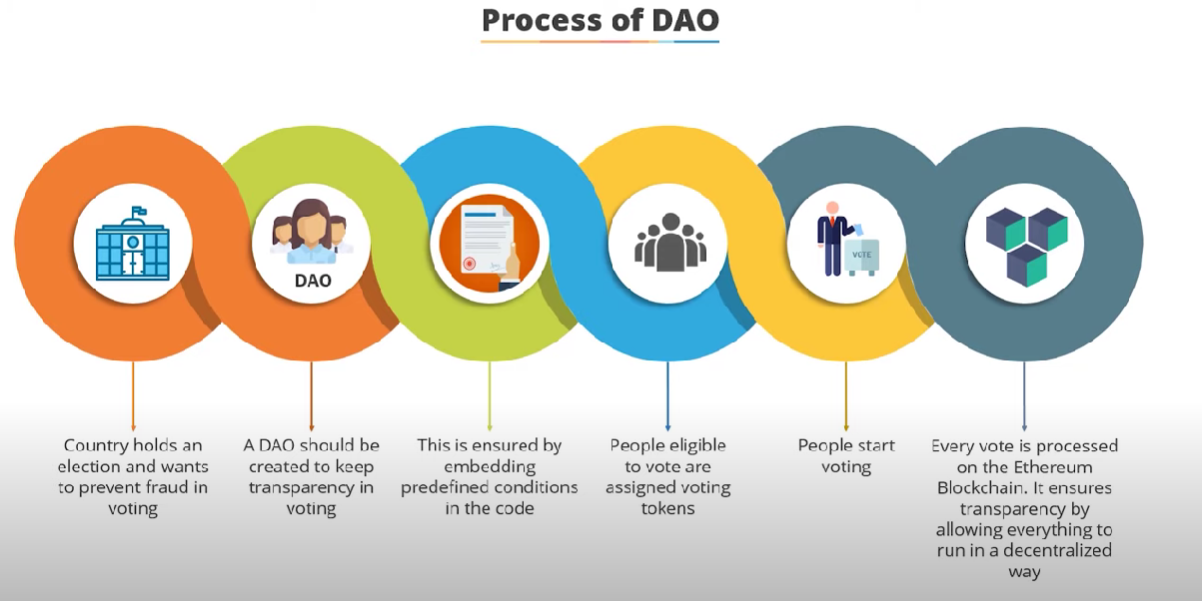 Process of DAO
DAO
VOTE
Country holds an
election and wants
to prevent fraud in
voting
A DAO should be
created to keep
transparency in
voting
This is ensured by
embedding
predefined conditions
in the code
People eligible
to vote are
assigned voting
tokens
People start
voting
Every vote is processed
on the Ethereum
Blockchain. It ensures
transparency by
allowing everything to
run in a decentralized
way